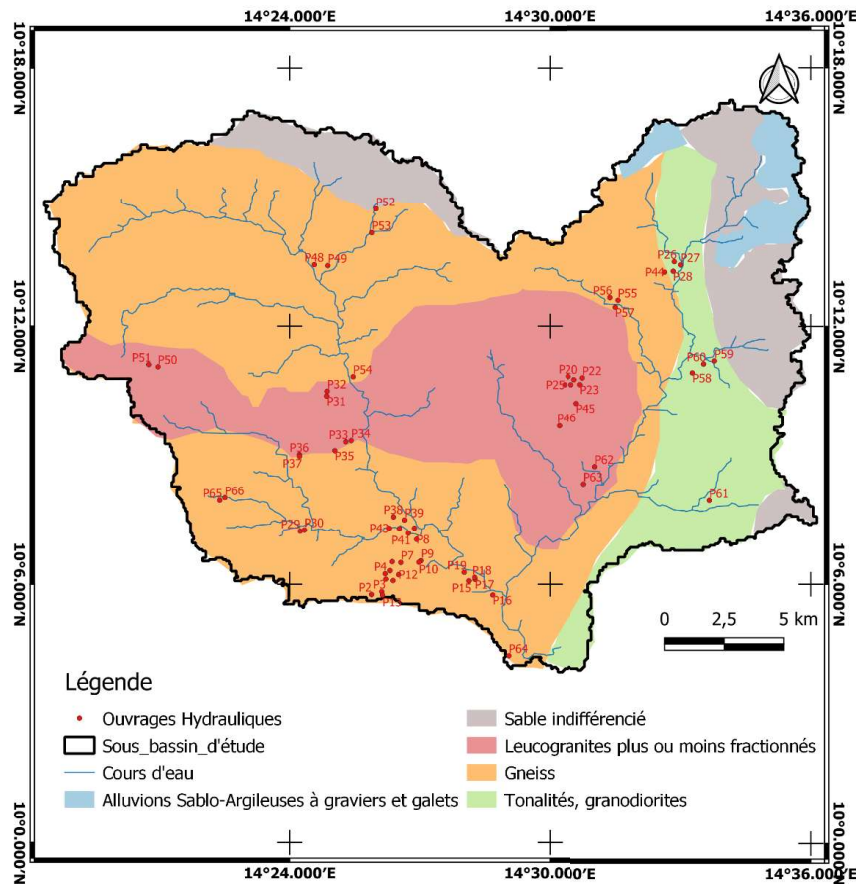 14°24.000′E 14°30.000′E 14°36.000′E
10°18.000′N 10°18.000′N
P52
P53
P48 P49
P26 P27
P44 P28
P56 P55
P57
10°12.000′N 10°12.000′N
P51 P50
P54
P20 P22
P25 P23
P60 P59
P58
P32
P31
P45
P46
P33 P34
P35
P36
P37
P62
P63
P65 P66
P61
P38 P39
P29 P30
P43
P41 P8
P7 P9
P10
P4 P12
P19 P18
P15 P17
P2 P3
P13
P16
10°6.000′N 10°6.000′N
P64
0 2,5 5 km
Légende
Ouvrages Hydrauliques
Sous_bassin_d'étude
Cours d'eau
Alluvions Sablo-Argileuses à graviers et galets
Sable indifférencié
Leucogranites plus ou moins fractionnés
Gneiss
Tonalités, granodiorites
10°0.000′N 10°0.000′N
14°24.000′E 14°30.000′E 14°36.000′E